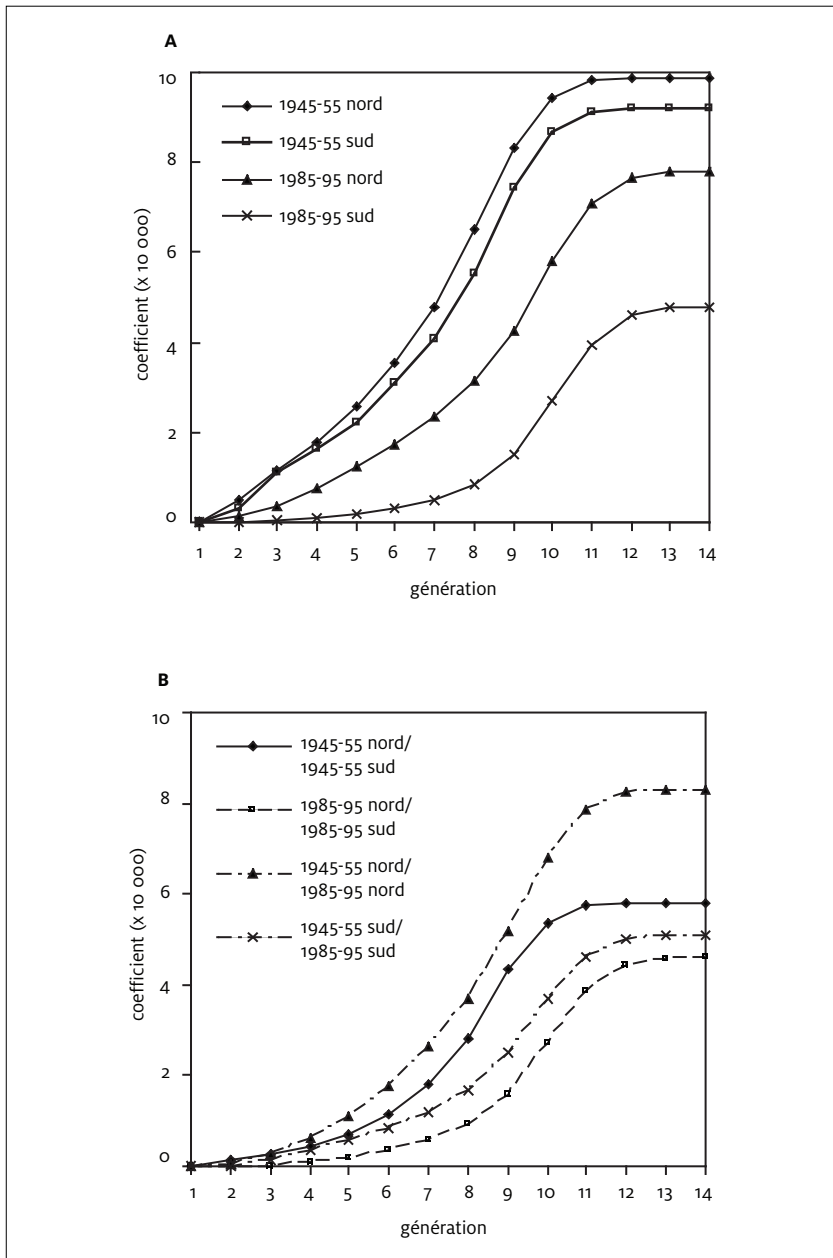 A
10
8
6
4
2
0
coefficient (x 10 000)
1945-55 nord
1945-55 sud
1985-95 nord
1985-95 sud
1 2 3 4 5 6 7 8 9 10 11 12 13 14
génération
B
10
8
6
4
2
0
coefficient (x 10 000)
1945-55 nord/
1945-55 sud
1985-95 nord/
1985-95 sud
1945-55 nord/
1985-95 nord
1945-55 sud/
1985-95 sud
1 2 3 4 5 6 7 8 9 10 11 12 13 14
génération